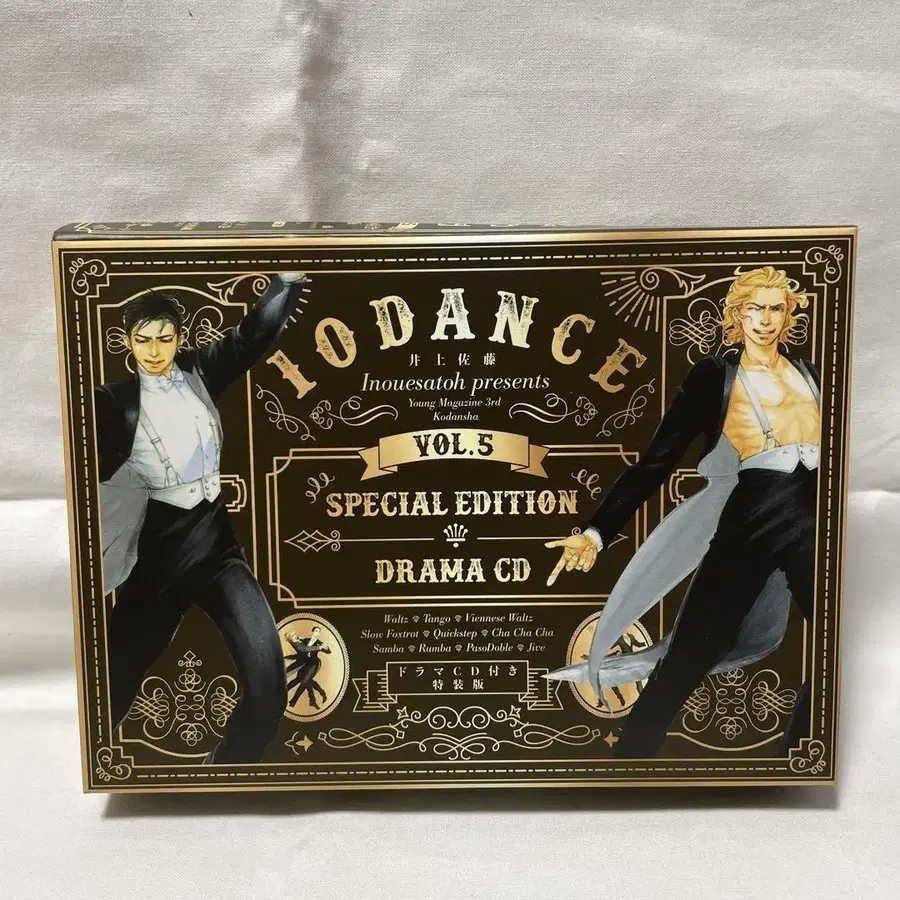 10DANCE
井上佐藤
Inouesatoh presents
Young Magazine 3rd
Kodansha
VOL.5
SPECIAL EDITION
DRAMA CD
Waltz Tango Viennese Waltz
Slow Foxtrot Quickstep Cha Cha Cha
Samba Rumba PasoDoble Jive
ドラマCD付き
特装版